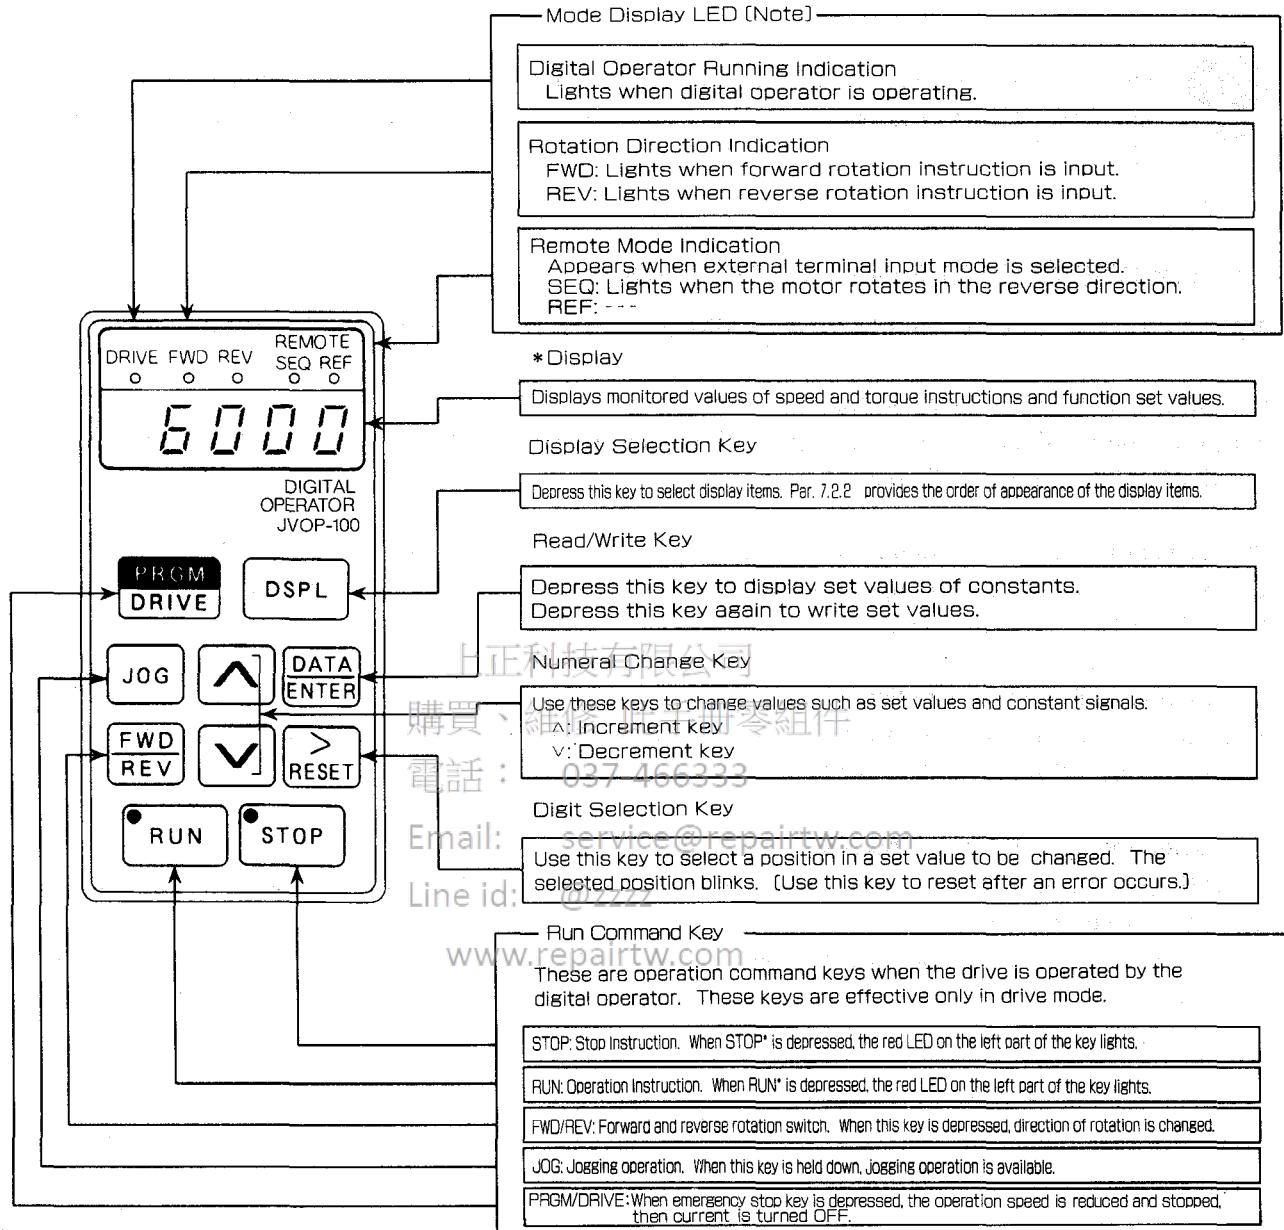 Mode Display LED [Note]
Digital Operator Running Indication
Lights when digital operator is operating.
Rotation Direction Indication
FWD: Lights when forward rotation instruction is input.
REV: Lights when reverse rotation instruction is input.
Remote Mode Indication
Appears when external terminal input mode is selected.
SEQ: Lights when the motor rotates in the reverse direction.
REF: ---
DRIVE FWD REV
REMOTE
SEQ REF
6000
DIGITAL
OPERATOR
JVOP-100
PRGM
DRIVE
DSPL
JOG
∧
DATA
ENTER
FWD
REV
∨
>
RESET
RUN
STOP
*Display
Displays monitored values of speed and torque instructions and function set values.
Display Selection Key
Depress this key to select display items. Par. 7.2.2 provides the order of appearance of the display items.
Read/Write Key
Depress this key to display set values of constants.
Depress this key again to write set values.
Numeral Change Key
Use these keys to change values such as set values and constant signals.
∧: Increment key
∨: Decrement key
Digit Selection Key
Use this key to select a position in a set value to be changed. The
selected position blinks. (Use this key to reset after an error occurs.)
Run Command Key
These are operation command keys when the drive is operated by the
digital operator. These keys are effective only in drive mode.
STOP: Stop Instruction. When STOP* is depressed, the red LED on the left part of the key lights.
RUN: Operation Instruction. When RUN* is depressed, the red LED on the left part of the key lights.
FWD/REV: Forward and reverse rotation switch. When this key is depressed, direction of rotation is changed.
JOG: Jogging operation. When this key is held down, jogging operation is available.
PRGM/DRIVE: When emergency stop key is depressed, the operation speed is reduced and stopped,
then current is turned OFF.
上正科技有限公司
購買、維修 此手冊零組件
電話: 037-466333
Email: service@repairtw.com
Line id: @zzzz
www.repairtw.com